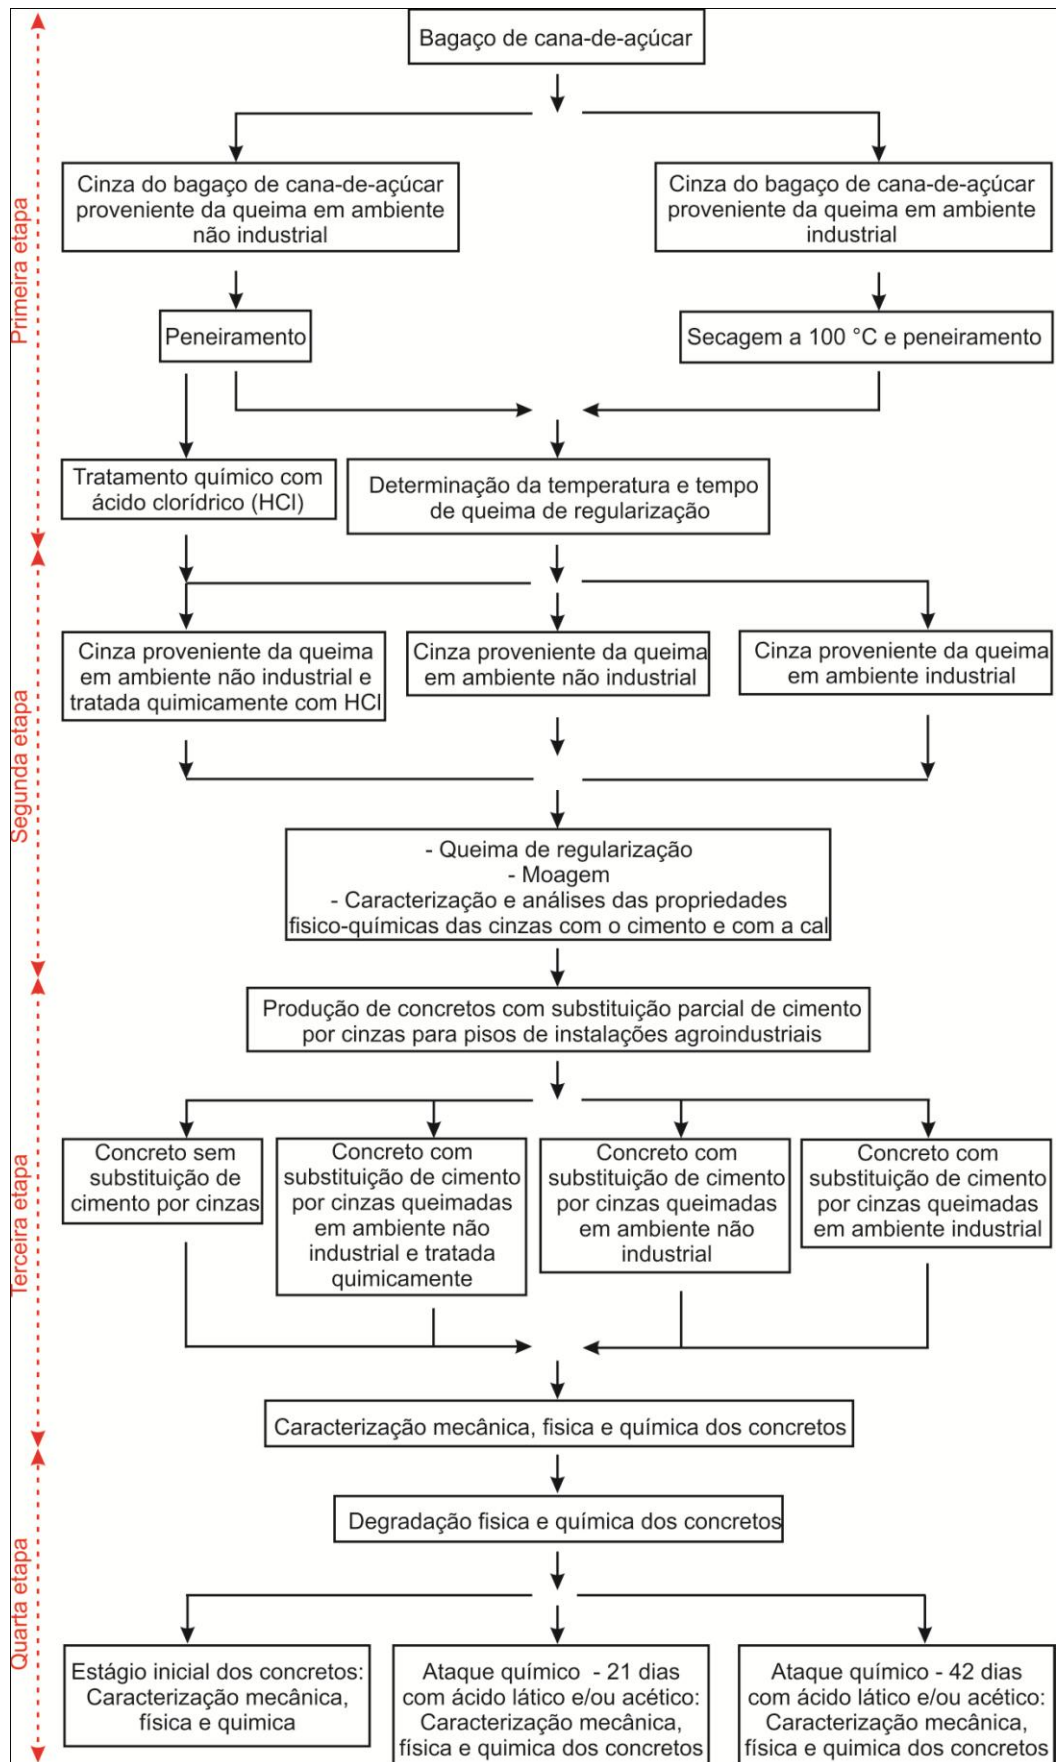 Bagaço de cana-de-açúcar
Primeira etapa
Cinza do bagaço de cana-de-açúcar
proveniente da queima em ambiente
não industrial
Cinza do bagaço de cana-de-açúcar
proveniente da queima em ambiente
industrial
Peneiramento
Secagem a 100 °C e peneiramento
Tratamento químico com
ácido clorídrico (HCl)
Determinação da temperatura e tempo
de queima de regularização
Segunda etapa
Cinza proveniente da queima
em ambiente não industrial e
tratada quimicamente com HCl
Cinza proveniente da queima
em ambiente não industrial
Cinza proveniente da queima
em ambiente industrial
- Queima de regularização
- Moagem
- Caracterização e análises das propriedades
fisico-químicas das cinzas com o cimento e com a cal
Terceira etapa
Produção de concretos com substituição parcial de cimento
por cinzas para pisos de instalações agroindustriais
Concreto sem
substituição de
cimento por cinzas
Concreto com
substituição de cimento
por cinzas queimadas
em ambiente não
industrial e tratada
quimicamente
Concreto com
substituição de cimento
por cinzas queimadas
em ambiente não
industrial
Concreto com
substituição de cimento
por cinzas queimadas
em ambiente industrial
Caracterização mecânica, fisica e química dos concretos
Quarta etapa
Degradação fisica e química dos concretos
Estágio inicial dos concretos:
Caracterização mecânica,
física e quimica
Ataque químico - 21 dias
com ácido lático e/ou acético:
Caracterização mecânica,
física e quimica dos concretos
Ataque químico - 42 dias
com ácido lático e/ou acético:
Caracterização mecânica,
física e quimica dos concretos